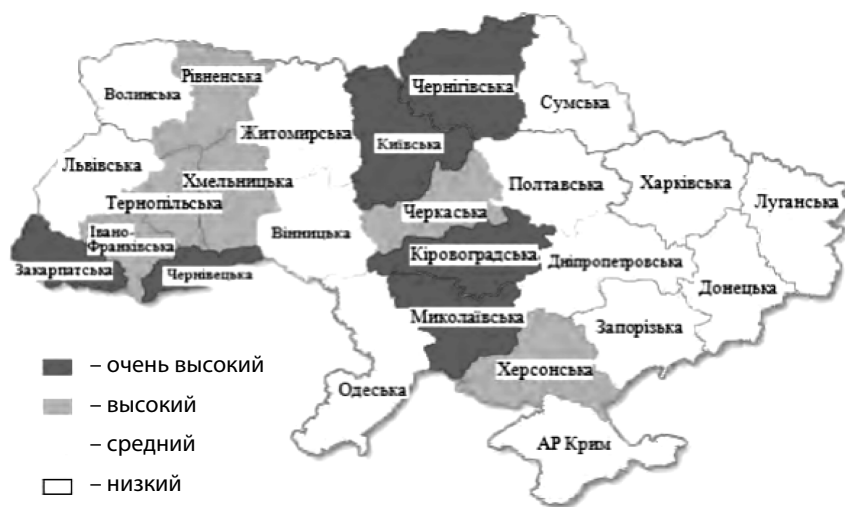 Чернігівська
Рівненська
Волинська
Сумська
Житомирська
Київська
Львівська
Хмельницька
Полтавська
Харківська
Луганська
Тернопільська
Черкаська
Івано-
Франківська
Вінницька
Кіровоградська
Закарпатська
Чернівецька
Дніпропетровська
Донецька
Миколаївська
Запорізька
Херсонська
Одеська
АР Крим
– очень высокий
– высокий
– средний
– низкий